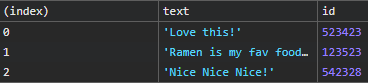 (index) text id
0 'Love this!' 523423
1 'Ramen is my fav food… 123523
2 'Nice Nice Nice!' 542328